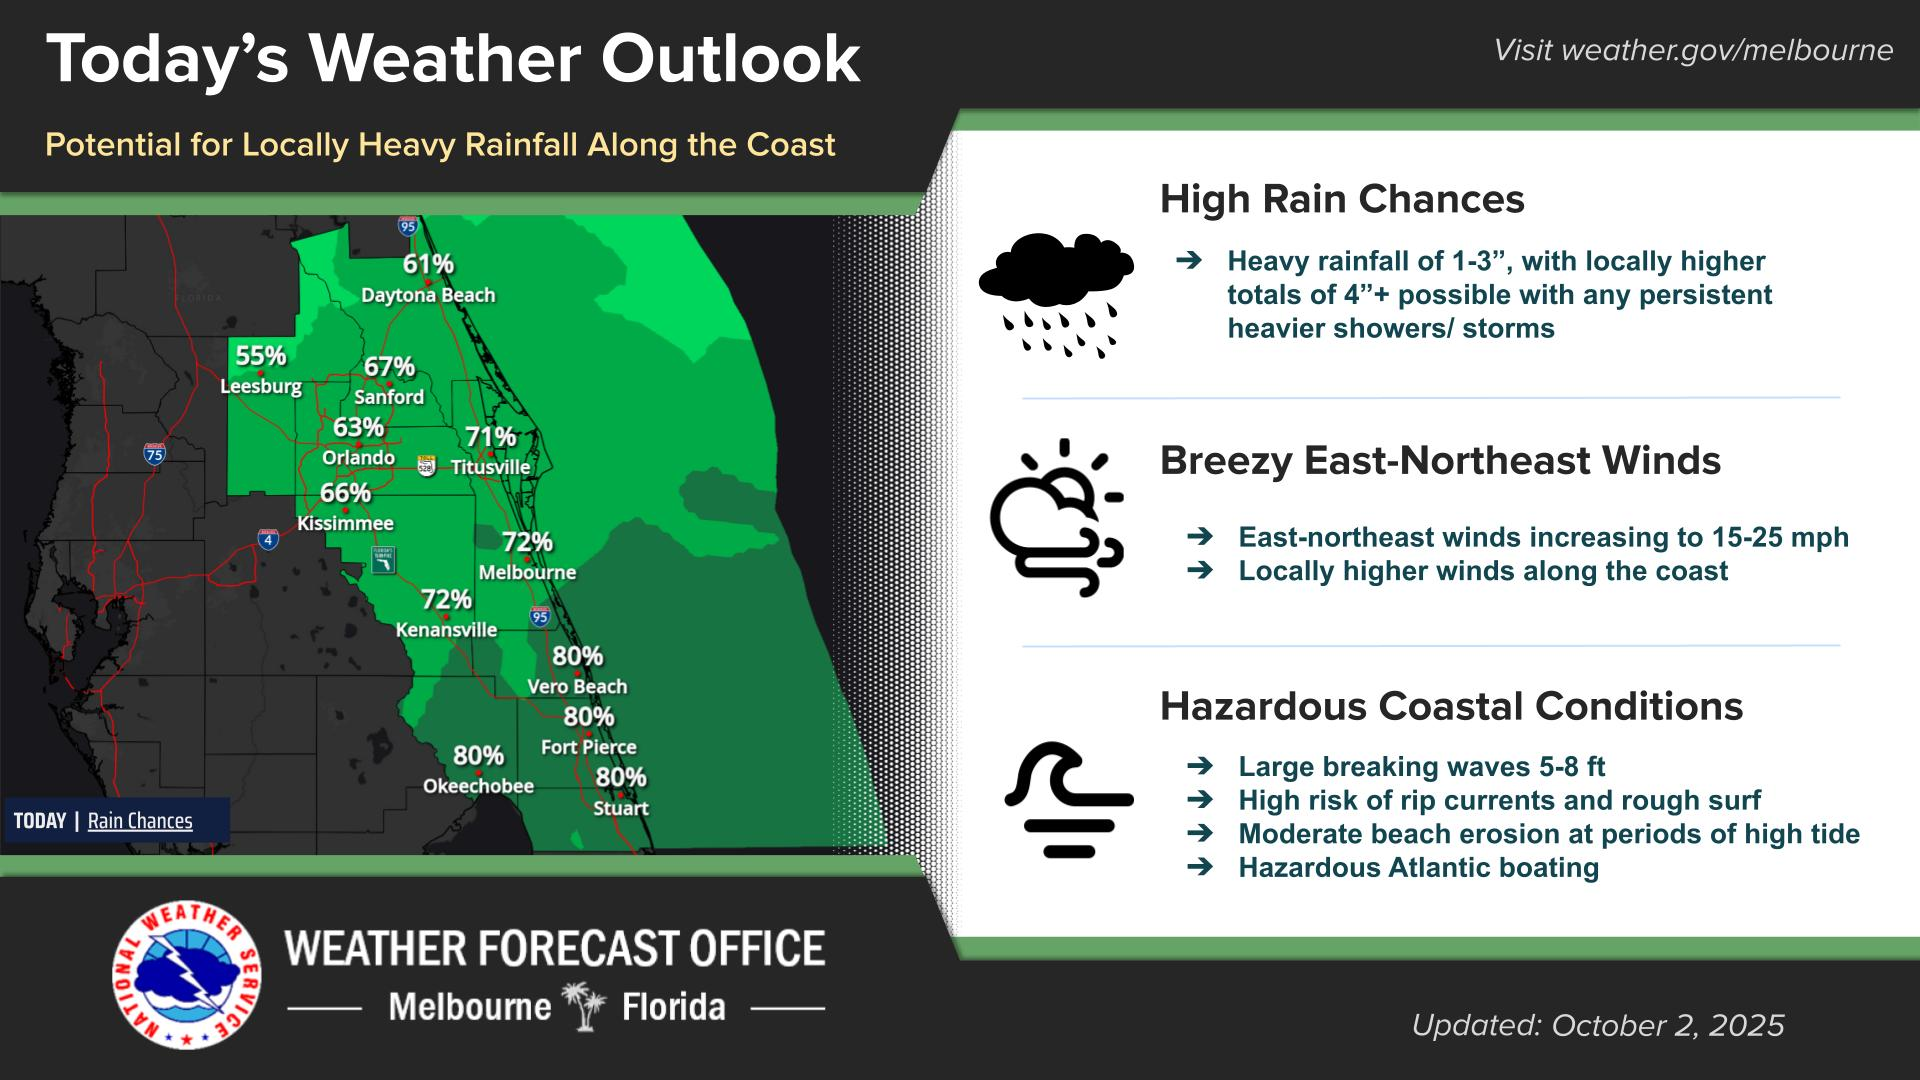 Today’s Weather Outlook
Visit weather.gov/melbourne
Potential for Locally Heavy Rainfall Along the Coast
95
61%
Daytona Beach
FLORIDA
55%
Leesburg
67%
Sanford
63%
Orlando
71%
Titusville
TOLL
528
75
66%
Kissimmee
4
72%
Melbourne
72%
Kenansville
95
80%
Vero Beach
80%
Fort Pierce
80%
Okeechobee
80%
Stuart
TODAY | Rain Chances
High Rain Chances
➔ Heavy rainfall of 1-3”, with locally higher
totals of 4”+ possible with any persistent
heavier showers/ storms
Breezy East-Northeast Winds
➔ East-northeast winds increasing to 15-25 mph
➔ Locally higher winds along the coast
Hazardous Coastal Conditions
➔ Large breaking waves 5-8 ft
➔ High risk of rip currents and rough surf
➔ Moderate beach erosion at periods of high tide
➔ Hazardous Atlantic boating
NATIONAL WEATHER SERVICE
WEATHER FORECAST OFFICE
Melbourne Florida
Updated: October 2, 2025